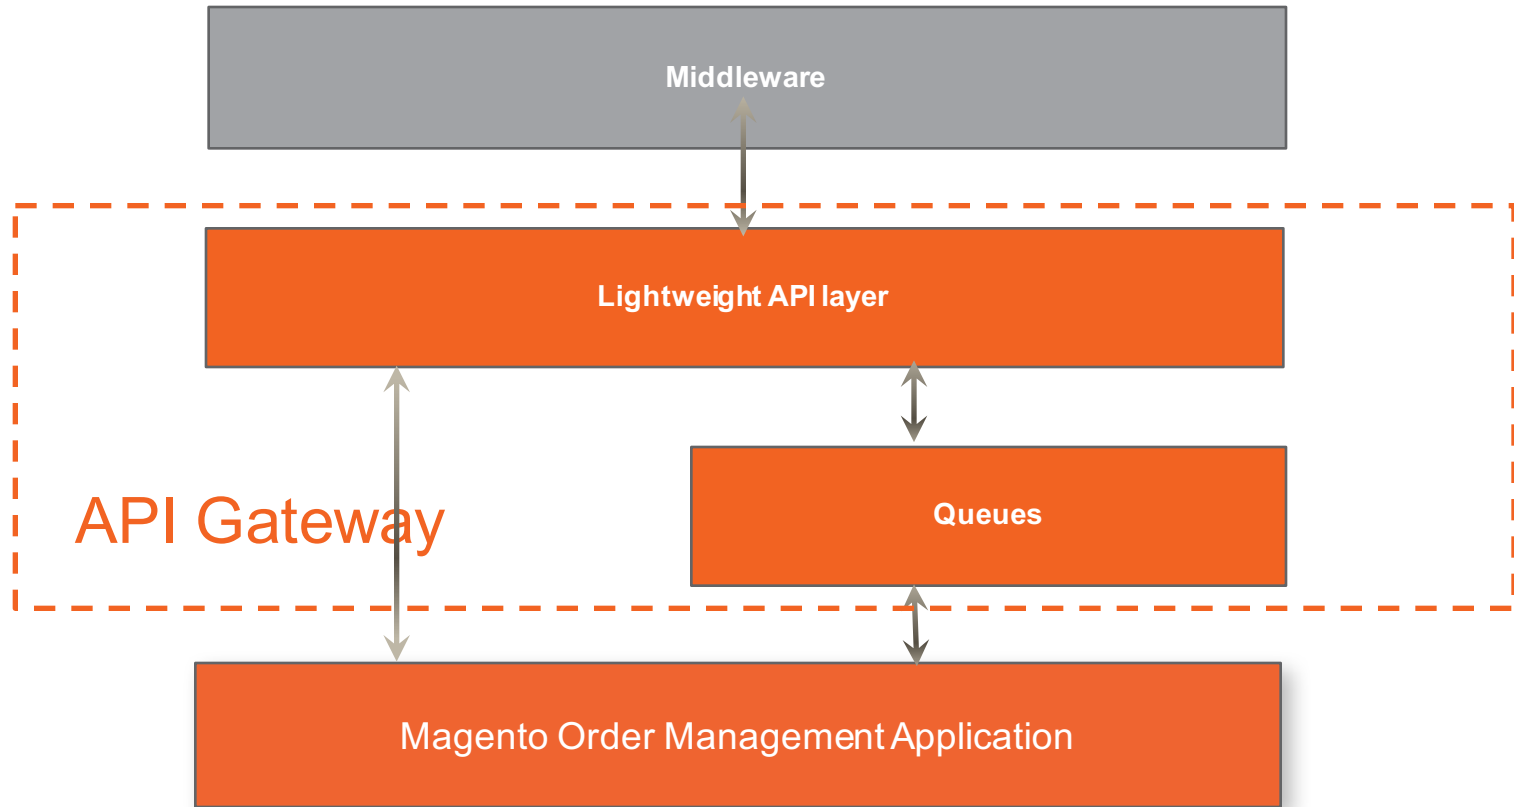 Middleware
Lightweight API layer
API Gateway
Queues
Magento Order Management Application